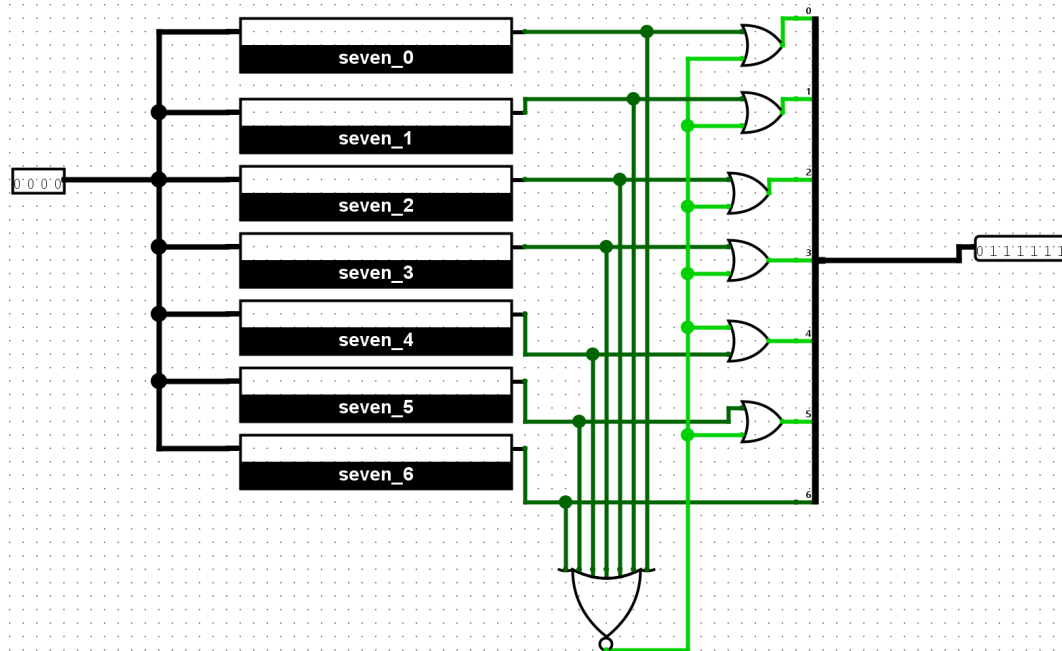 0
seven_0
1
seven_1
0 0 0 0
2
seven_2
3
0 1 1 1 1 1 1
seven_3
4
seven_4
5
seven_5
6
seven_6